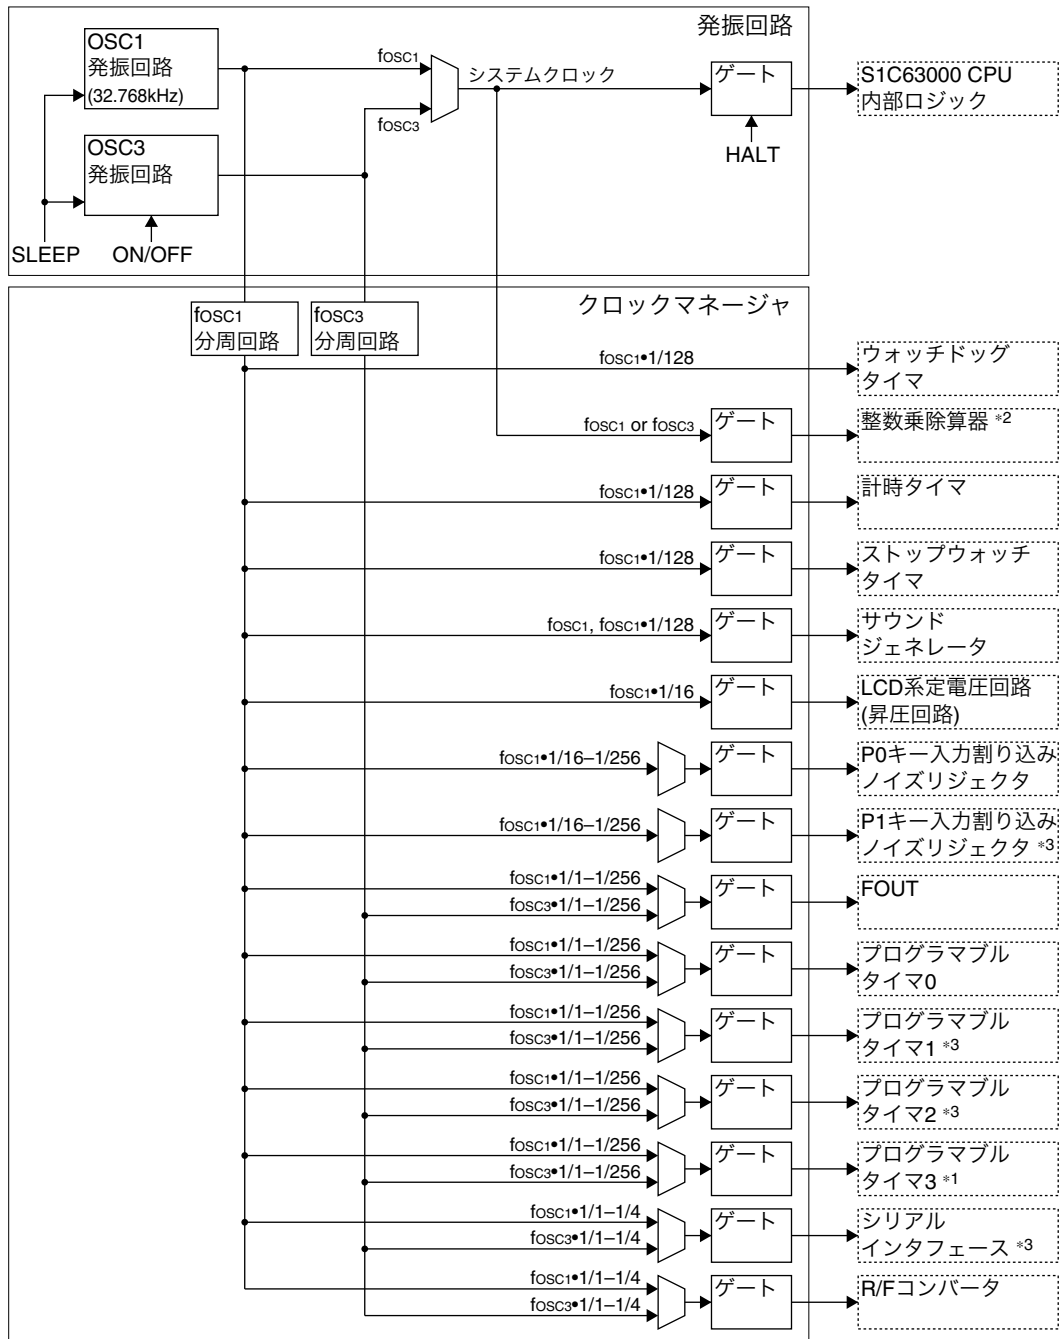 発振回路
OSC1
発振回路
(32.768kHz)
fOSC1
システムクロック
fOSC3
ゲート
S1C63000 CPU
内部ロジック
OSC3
発振回路
HALT
SLEEP
ON/OFF
クロックマネージャ
fOSC1
分周回路
fOSC3
分周回路
fOSC1•1/128
ウォッチドッグ
タイマ
fOSC1 or fOSC3
ゲート
整数乗除算器 *2
fOSC1•1/128
ゲート
計時タイマ
fOSC1•1/128
ゲート
ストップウォッチ
タイマ
fOSC1, fOSC1•1/128
ゲート
サウンド
ジェネレータ
fOSC1•1/16
ゲート
LCD系定電圧回路
(昇圧回路)
fOSC1•1/16–1/256
ゲート
P0キー入力割り込み
ノイズリジェクタ
fOSC1•1/16–1/256
ゲート
P1キー入力割り込み
ノイズリジェクタ *3
fOSC1•1/1–1/256
fOSC3•1/1–1/256
ゲート
FOUT
fOSC1•1/1–1/256
fOSC3•1/1–1/256
ゲート
プログラマブル
タイマ0
fOSC1•1/1–1/256
fOSC3•1/1–1/256
ゲート
プログラマブル
タイマ1 *3
fOSC1•1/1–1/256
fOSC3•1/1–1/256
ゲート
プログラマブル
タイマ2 *3
fOSC1•1/1–1/256
fOSC3•1/1–1/256
ゲート
プログラマブル
タイマ3 *1
fOSC1•1/1–1/4
fOSC3•1/1–1/4
ゲート
シリアル
インタフェース *3
fOSC1•1/1–1/4
fOSC3•1/1–1/4
ゲート
R/Fコンバータ